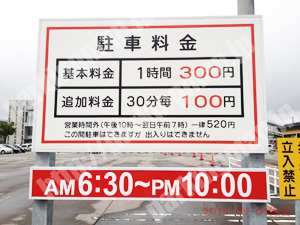 駐車料金
基本料金 1時間 300円
追加料金 30分毎 100円
営業時間外(午後10時〜翌日午前7時)一律520円
この間駐車はできますが 出入りはできません
AM6:30~PM10:00
立入禁止